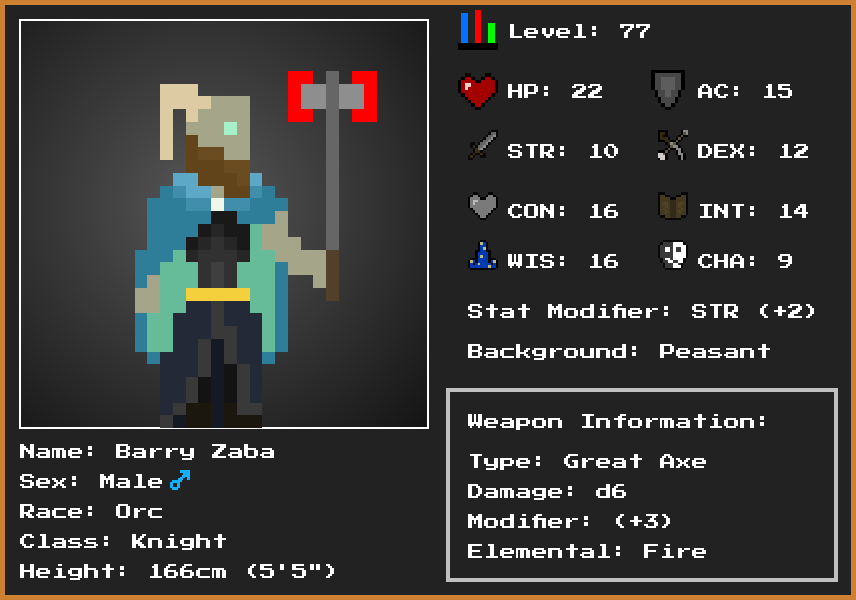 Level: 77
HP: 22
AC: 15
STR: 10
DEX: 12
CON: 16
INT: 14
WIS: 16
CHA: 9
Stat Modifier: STR (+2)
Background: Peasant
Weapon Information:
Type: Great Axe
Damage: d6
Modifier: (+3)
Elemental: Fire
Name: Barry Zaba
Sex: Male♂
Race: Orc
Class: Knight
Height: 166cm (5'5")